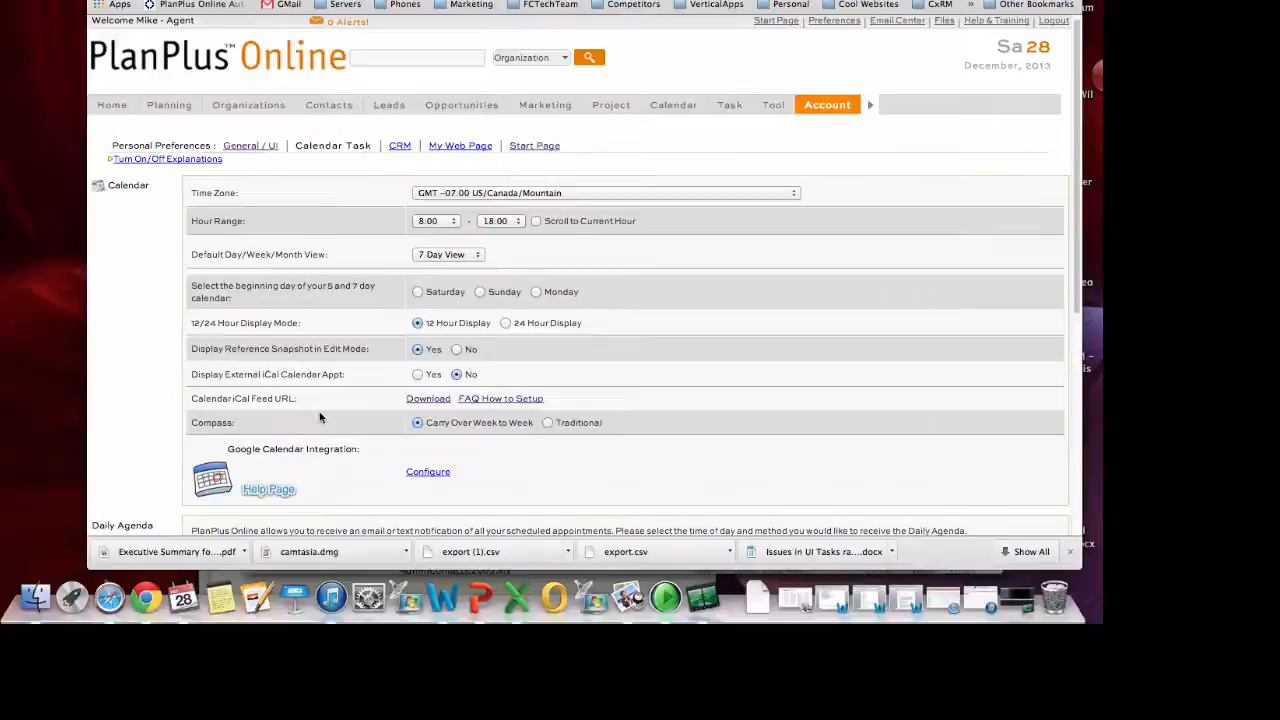 Apps PlanPlus Online Aut GMail Servers Phones Marketing FCTechTeam Competitors VerticalApps Personal Cool Websites CxRM » Other Bookmarks
Welcome Mike - Agent 0 Alerts! Start Page | Preferences | Email Center | Files | Help & Training | Logout
PlanPlus™ Online Organization Sa 28
December, 2013
Home Planning Organizations Contacts Leads Opportunities Marketing Project Calendar Task Tool Account
Personal Preferences : General / UI | Calendar Task | CRM | My Web Page | Start Page
Turn On/Off Explanations
Calendar
Time Zone: GMT -07:00 US/Canada/Mountain
Hour Range: 8:00 - 18:00 Scroll to Current Hour
Default Day/Week/Month View: 7 Day View
Select the beginning day of your 5 and 7 day
calendar: Saturday Sunday Monday
12/24 Hour Display Mode: 12 Hour Display 24 Hour Display
Display Reference Snapshot in Edit Mode: Yes No
Display External iCal Calendar Appt: Yes No
Calendar iCal Feed URL: Download FAQ How to Setup
Compass: Carry Over Week to Week Traditional
Google Calendar Integration:
Configure
Help Page
Daily Agenda PlanPlus Online allows you to receive an email or text notification of all your scheduled appointments. Please select the time of day and method you would like to receive the Daily Agenda.
Executive Summary fo....pdf camtasia.dmg export (1).csv export.csv Issues in UI Tasks ra....docx Show All ×
28